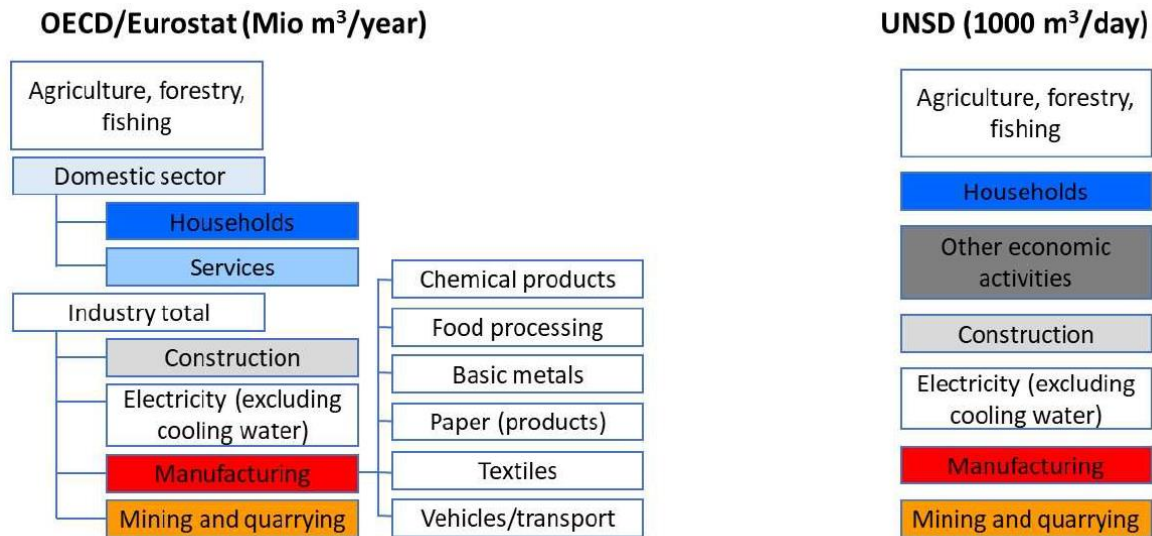 OECD/Eurostat (Mio m³/year)
Agriculture, forestry,
fishing
Domestic sector
Households
Services
Industry total
Construction
Electricity (excluding
cooling water)
Manufacturing
Mining and quarrying
Chemical products
Food processing
Basic metals
Paper (products)
Textiles
Vehicles/transport
UNSD (1000 m³/day)
Agriculture, forestry,
fishing
Households
Other economic
activities
Construction
Electricity (excluding
cooling water)
Manufacturing
Mining and quarrying